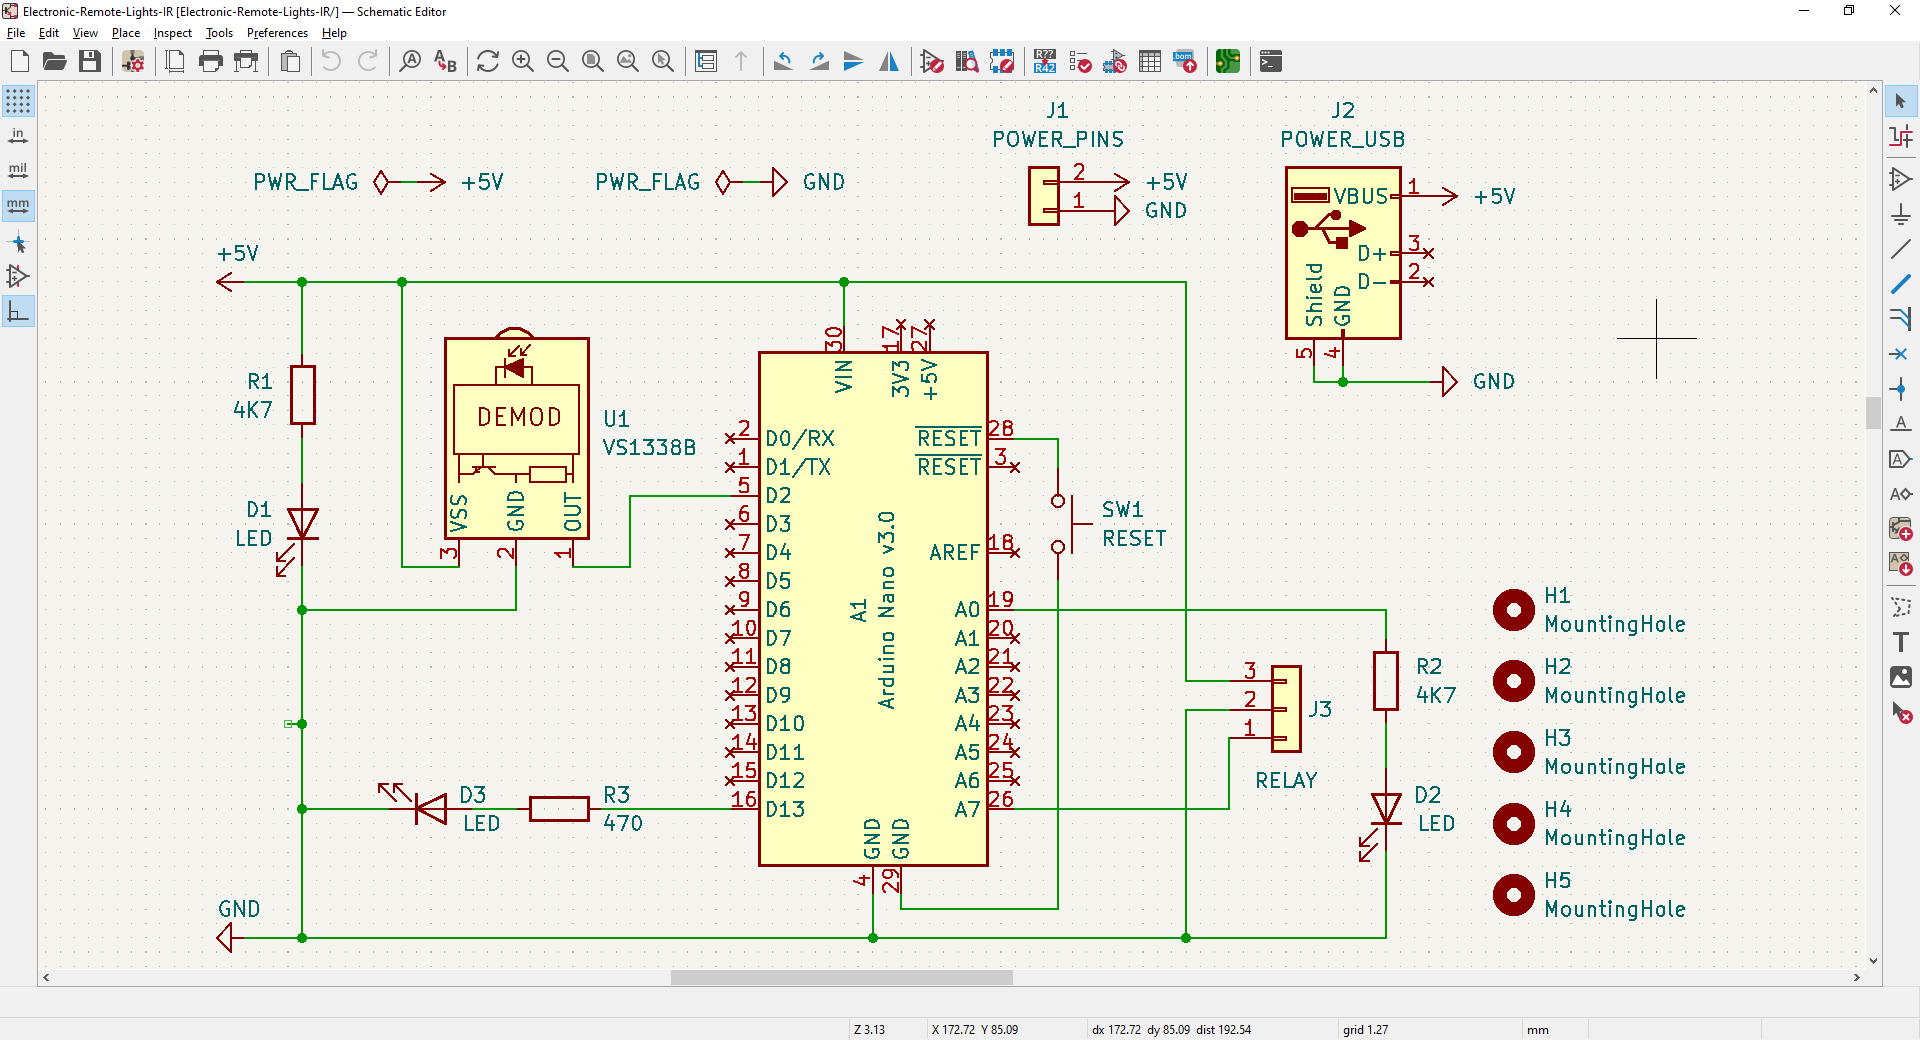 Electronic-Remote-Lights-IR [Electronic-Remote-Lights-IR/] — Schematic Editor
File Edit View Place Inspect Tools Preferences Help
A
A B
R??
R42
bom
>_
in
mil
mm
J1
POWER_PINS
J2
POWER_USB
PWR_FLAG +5V
PWR_FLAG GND
2 +5V
1 GND
VBUS 1 +5V
D+ 3
D- 2
Shield
GND
5
4
GND
+5V
R1
4K7
DEMOD
U1
VS1338B
VSS
GND
OUT
3
2
1
D1
LED
30
17
27
VIN
3V3
+5V
2 D0/RX
1 D1/TX
5 D2
6 D3
7 D4
8 D5
9 D6
10 D7
11 D8
12 D9
13 D10
14 D11
15 D12
16 D13
A1
Arduino Nano v3.0
RESET 28
RESET 3
AREF 18
A0 19
A1 20
A2 21
A3 22
A4 23
A5 24
A6 25
A7 26
GND
GND
4
29
SW1
RESET
3
2
1
J3
RELAY
R2
4K7
D2
LED
D3
LED
R3
470
GND
H1
MountingHole
H2
MountingHole
H3
MountingHole
H4
MountingHole
H5
MountingHole
A
A
A
A
T
Z 3.13
X 172.72 Y 85.09
dx 172.72 dy 85.09 dist 192.54
grid 1.27
mm